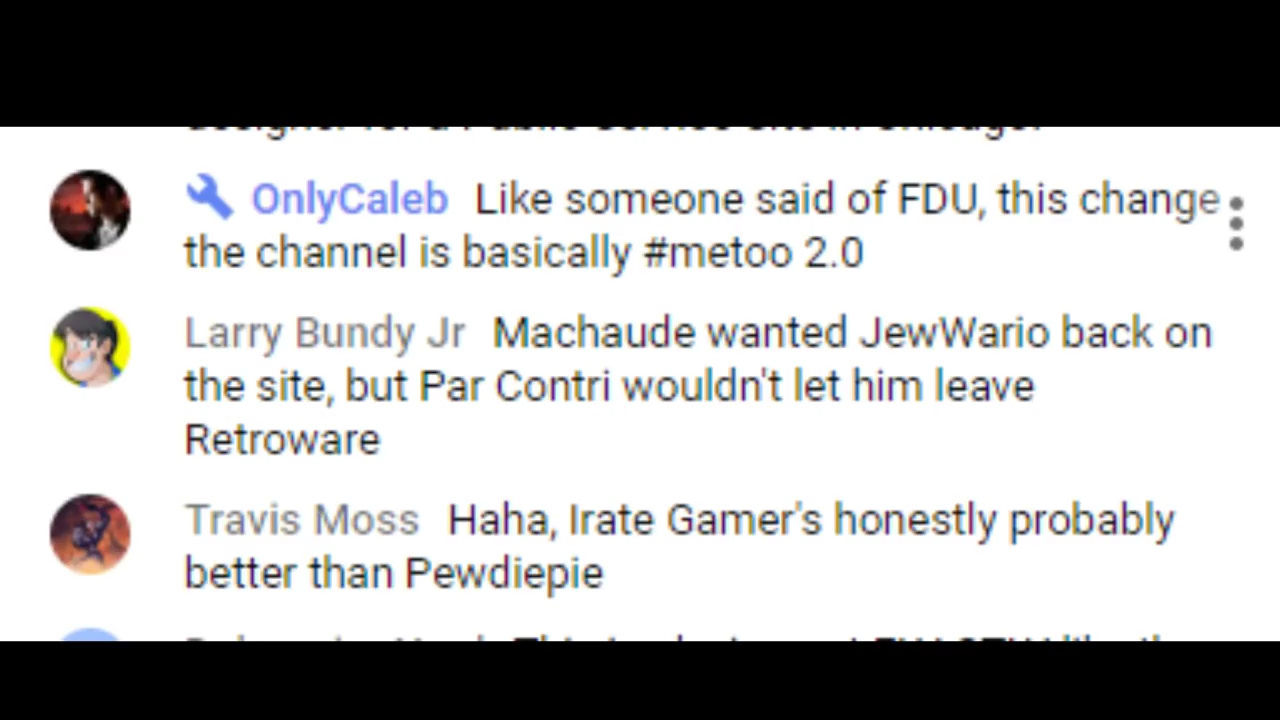 OnlyCaleb Like someone said of FDU, this change
the channel is basically #metoo 2.0
Larry Bundy Jr Machaude wanted JewWario back on
the site, but Par Contri wouldn't let him leave
Retroware
Travis Moss Haha, Irate Gamer's honestly probably
better than Pewdiepie